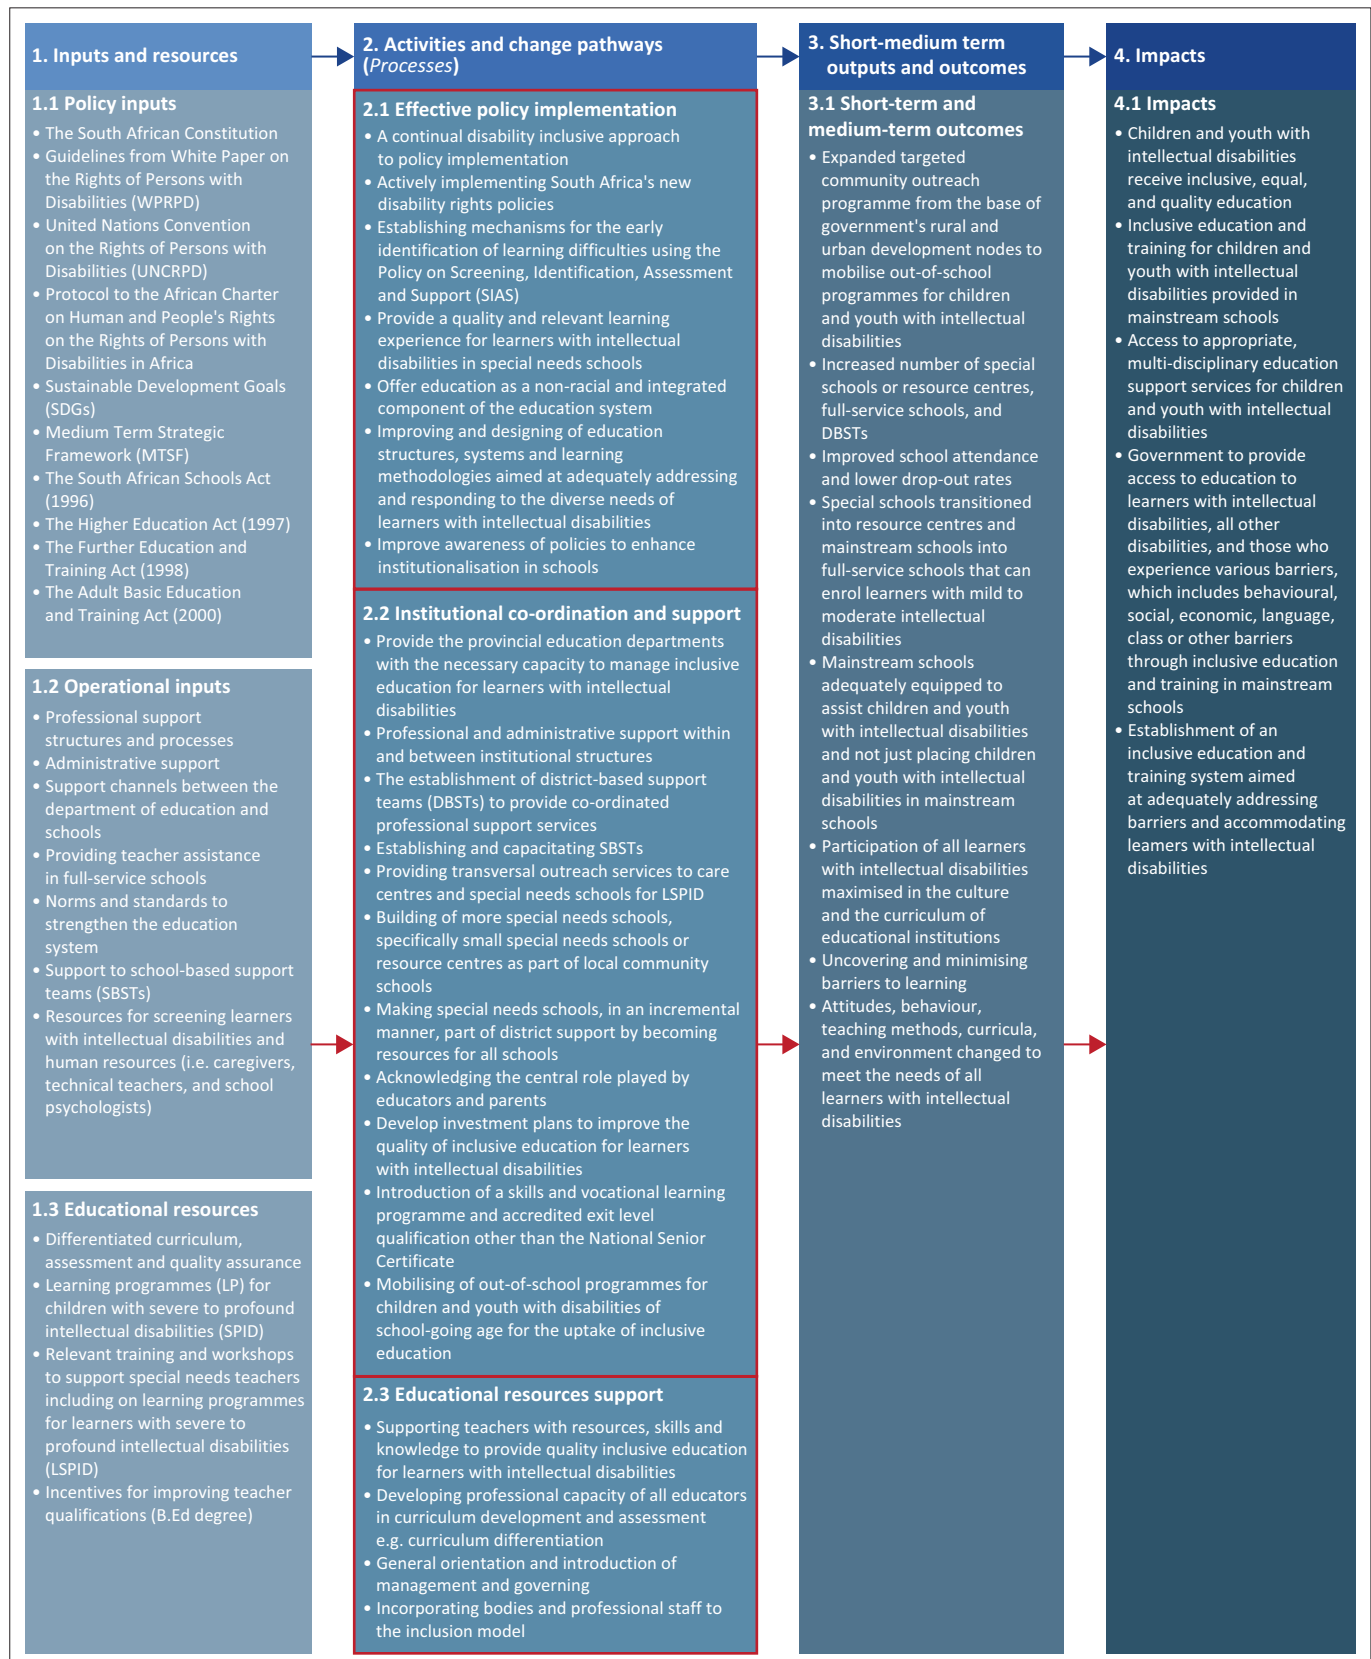 1. Inputs and resources
1.1 Policy inputs
• The South African Constitution
• Guidelines from White Paper on
the Rights of Persons with
Disabilities (WPRPD)
• United Nations Convention
on the Rights of Persons with
Disabilities (UNCRPD)
• Protocol to the African Charter
on Human and People's Rights
on the Rights of Persons with
Disabilities in Africa
• Sustainable Development Goals
(SDGs)
• Medium Term Strategic
Framework (MTSF)
• The South African Schools Act
(1996)
• The Higher Education Act (1997)
• The Further Education and
Training Act (1998)
• The Adult Basic Education
and Training Act (2000)
1.2 Operational inputs
• Professional support
structures and processes
• Administrative support
• Support channels between the
department of education and
schools
• Providing teacher assistance
in full-service schools
• Norms and standards to
strengthen the education
system
• Support to school-based support
teams (SBSTs)
• Resources for screening learners
with intellectual disabilities and
human resources (i.e. caregivers,
technical teachers, and school
psychologists)
1.3 Educational resources
• Differentiated curriculum,
assessment and quality assurance
• Learning programmes (LP) for
children with severe to profound
intellectual disabilities (SPID)
• Relevant training and workshops
to support special needs teachers
including on learning programmes
for learners with severe to
profound intellectual disabilities
(LSPID)
• Incentives for improving teacher
qualifications (B.Ed degree)
2. Activities and change pathways
(Processes)
2.1 Effective policy implementation
• A continual disability inclusive approach
to policy implementation
• Actively implementing South Africa's new
disability rights policies
• Establishing mechanisms for the early
identification of learning difficulties using the
Policy on Screening, Identification, Assessment
and Support (SIAS)
• Provide a quality and relevant learning
experience for learners with intellectual
disabilities in special needs schools
• Offer education as a non-racial and integrated
component of the education system
• Improving and designing of education
structures, systems and learning
methodologies aimed at adequately addressing
and responding to the diverse needs of
learners with intellectual disabilities
• Improve awareness of policies to enhance
institutionalisation in schools
2.2 Institutional co-ordination and support
• Provide the provincial education departments
with the necessary capacity to manage inclusive
education for learners with intellectual
disabilities
• Professional and administrative support within
and between institutional structures
• The establishment of district-based support
teams (DBSTs) to provide co-ordinated
professional support services
• Establishing and capacitating SBSTs
• Providing transversal outreach services to care
centres and special needs schools for LSPID
• Building of more special needs schools,
specifically small special needs schools or
resource centres as part of local community
schools
• Making special needs schools, in an incremental
manner, part of district support by becoming
resources for all schools
• Acknowledging the central role played by
educators and parents
• Develop investment plans to improve the
quality of inclusive education for learners
with intellectual disabilities
• Introduction of a skills and vocational learning
programme and accredited exit level
qualification other than the National Senior
Certificate
• Mobilising of out-of-school programmes for
children and youth with disabilities of
school-going age for the uptake of inclusive
education
2.3 Educational resources support
• Supporting teachers with resources, skills and
knowledge to provide quality inclusive education
for learners with intellectual disabilities
• Developing professional capacity of all educators
in curriculum development and assessment
e.g. curriculum differentiation
• General orientation and introduction of
management and governing
• Incorporating bodies and professional staff to
the inclusion model
3. Short-medium term
outputs and outcomes
3.1 Short-term and
medium-term outcomes
• Expanded targeted
community outreach
programme from the base of
government's rural and
urban development nodes to
mobilise out-of-school
programmes for children
and youth with intellectual
disabilities
• Increased number of special
schools or resource centres,
full-service schools, and
DBSTs
• Improved school attendance
and lower drop-out rates
• Special schools transitioned
into resource centres and
mainstream schools into
full-service schools that can
enrol learners with mild to
moderate intellectual
disabilities
• Mainstream schools
adequately equipped to
assist children and youth
with intellectual disabilities
and not just placing children
and youth with intellectual
disabilities in mainstream
schools
• Participation of all learners
with intellectual disabilities
maximised in the culture
and the curriculum of
educational institutions
• Uncovering and minimising
barriers to learning
• Attitudes, behaviour,
teaching methods, curricula,
and environment changed to
meet the needs of all
learners with intellectual
disabilities
4. Impacts
4.1 Impacts
• Children and youth with
intellectual disabilities
receive inclusive, equal,
and quality education
• Inclusive education and
training for children and
youth with intellectual
disabilities provided in
mainstream schools
• Access to appropriate,
multi-disciplinary education
support services for children
and youth with intellectual
disabilities
• Government to provide
access to education to
learners with intellectual
disabilities, all other
disabilities, and those who
experience various barriers,
which includes behavioural,
social, economic, language,
class or other barriers
through inclusive education
and training in mainstream
schools
• Establishment of an
inclusive education and
training system aimed
at adequately addressing
barriers and accommodating
leamers with intellectual
disabilities